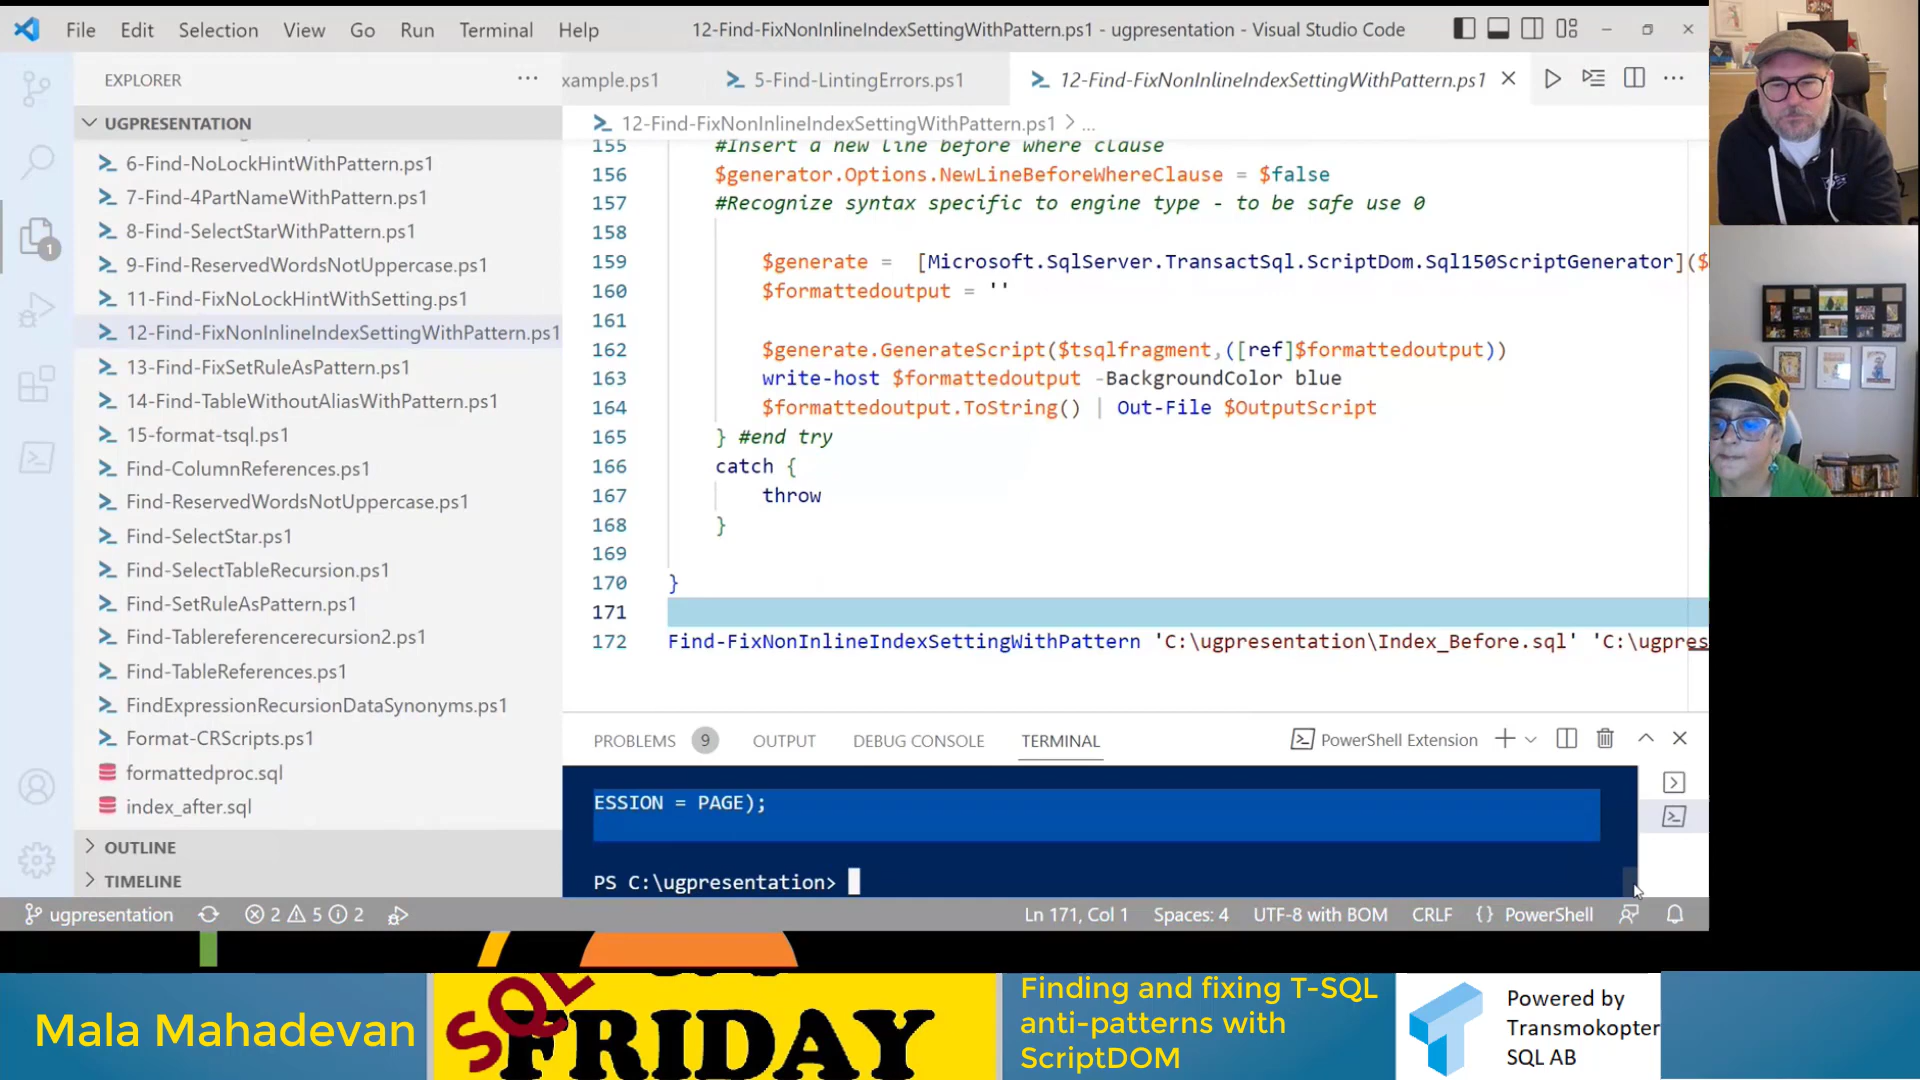 File Edit Selection View Go Run Terminal Help 12-Find-FixNonInlineIndexSettingWithPattern.ps1 - ugpresentation - Visual Studio Code
EXPLORER
xample.ps1 5-Find-LintingErrors.ps1 12-Find-FixNonInlineIndexSettingWithPattern.ps1
UGPRESENTATION
12-Find-FixNonInlineIndexSettingWithPattern.ps1 > ...
6-Find-NoLockHintWithPattern.ps1
7-Find-4PartNameWithPattern.ps1
8-Find-SelectStarWithPattern.ps1
9-Find-ReservedWordsNotUppercase.ps1
11-Find-FixNoLockHintWithSetting.ps1
12-Find-FixNonInlineIndexSettingWithPattern.ps1
13-Find-FixSetRuleAsPattern.ps1
14-Find-TableWithoutAliasWithPattern.ps1
15-format-tsql.ps1
Find-ColumnReferences.ps1
Find-ReservedWordsNotUppercase.ps1
Find-SelectStar.ps1
Find-SelectTableRecursion.ps1
Find-SetRuleAsPattern.ps1
Find-Tablereferencerecursion2.ps1
Find-TableReferences.ps1
FindExpressionRecursionDataSynonyms.ps1
Format-CRScripts.ps1
formattedproc.sql
index_after.sql
OUTLINE
TIMELINE
1
155 #Insert a new line before where clause
156 $generator.Options.NewLineBeforeWhereClause = $false
157 #Recognize syntax specific to engine type - to be safe use 0
158
159 $generate = [Microsoft.SqlServer.TransactSql.ScriptDom.Sql150ScriptGenerator]($
160 $formattedoutput = ''
161
162 $generate.GenerateScript($tsqlfragment,([ref]$formattedoutput))
163 write-host $formattedoutput -BackgroundColor blue
164 $formattedoutput.ToString() | Out-File $OutputScript
165 } #end try
166 catch {
167 throw
168 }
169
170 }
171
172 Find-FixNonInlineIndexSettingWithPattern 'C:\ugpresentation\Index_Before.sql' 'C:\ugpres
PROBLEMS 9 OUTPUT DEBUG CONSOLE TERMINAL PowerShell Extension
ESSION = PAGE);
PS C:\ugpresentation>
ugpresentation 2 5 2 Ln 171, Col 1 Spaces: 4 UTF-8 with BOM CRLF {} PowerShell
Mala Mahadevan
SQL
FRIDAY
Finding and fixing T-SQL
anti-patterns with
ScriptDOM
Powered by
Transmokopter
SQL AB